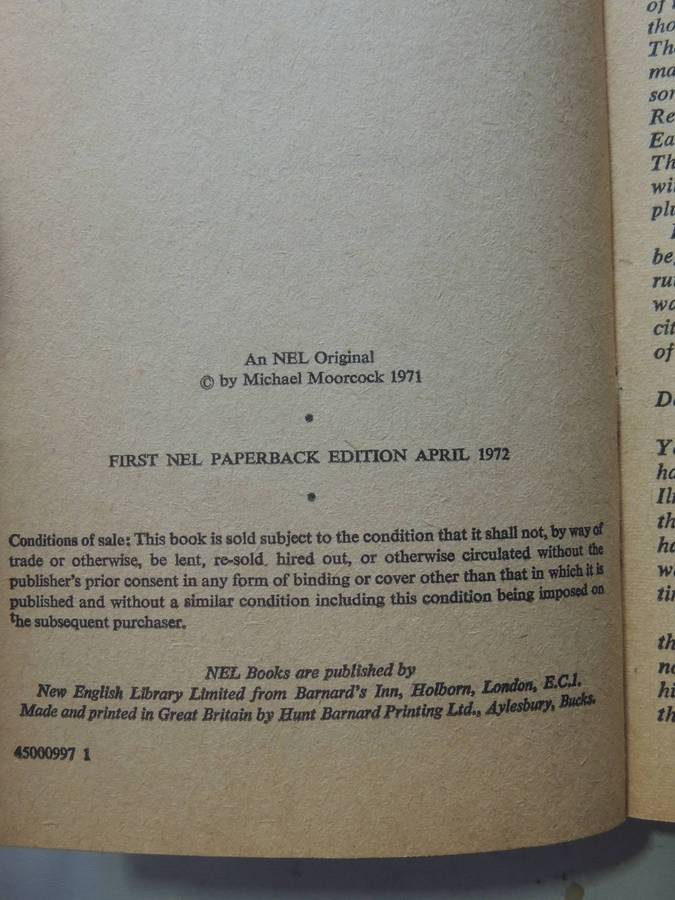 An NEL Original
© by Michael Moorcock 1971
•
FIRST NEL PAPERBACK EDITION APRIL 1972
•
Conditions of sale: This book is sold subject to the condition that it shall not, by way of
trade or otherwise, be lent, re-sold hired out, or otherwise circulated without the
publisher's prior consent in any form of binding or cover other than that in which it is
published and without a similar condition including this condition being imposed on
the subsequent purchaser.
NEL Books are published by
New English Library Limited from Barnard's Inn, Holborn, London, E.C.1.
Made and printed in Great Britain by Hunt Barnard Printing Ltd., Aylesbury, Bucks.
45000997 1